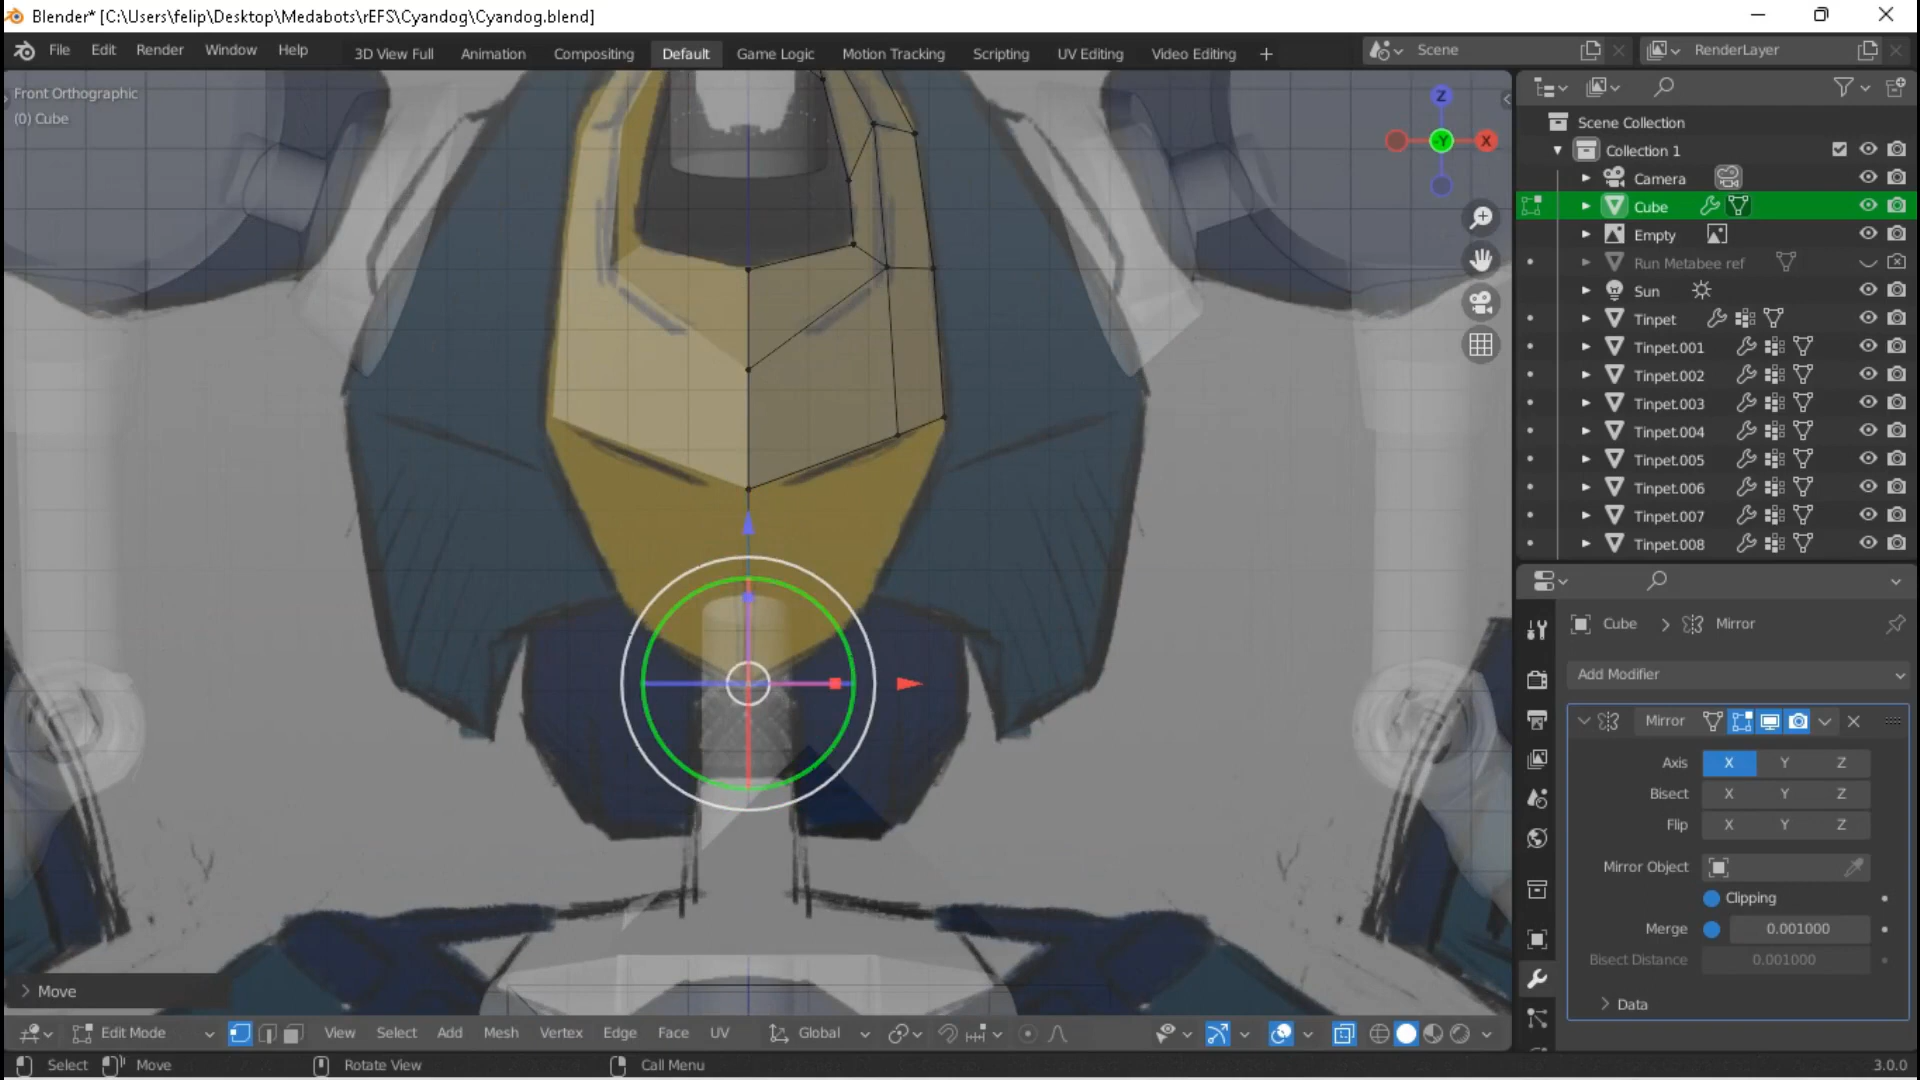 Blender* [C:\Users\felip\Desktop\Medabots\rEFS\Cyandog\Cyandog.blend]
File Edit Render Window Help 3D View Full Animation Compositing Default Game Logic Motion Tracking Scripting UV Editing Video Editing + Scene RenderLayer
Front Orthographic
(0) Cube
Z
Y
X
Scene Collection
Collection 1
Camera
Cube
Empty
Run Metabee ref
Sun
Tinpet
Tinpet.001
Tinpet.002
Tinpet.003
Tinpet.004
Tinpet.005
Tinpet.006
Tinpet.007
Tinpet.008
Cube > Mirror
Add Modifier
Mirror
Axis X Y Z
Bisect X Y Z
Flip X Y Z
Mirror Object
Clipping
Merge 0.001000
Bisect Distance 0.001000
> Data
> Move
Edit Mode View Select Add Mesh Vertex Edge Face UV Global
Select Move Rotate View Call Menu 3.0.0